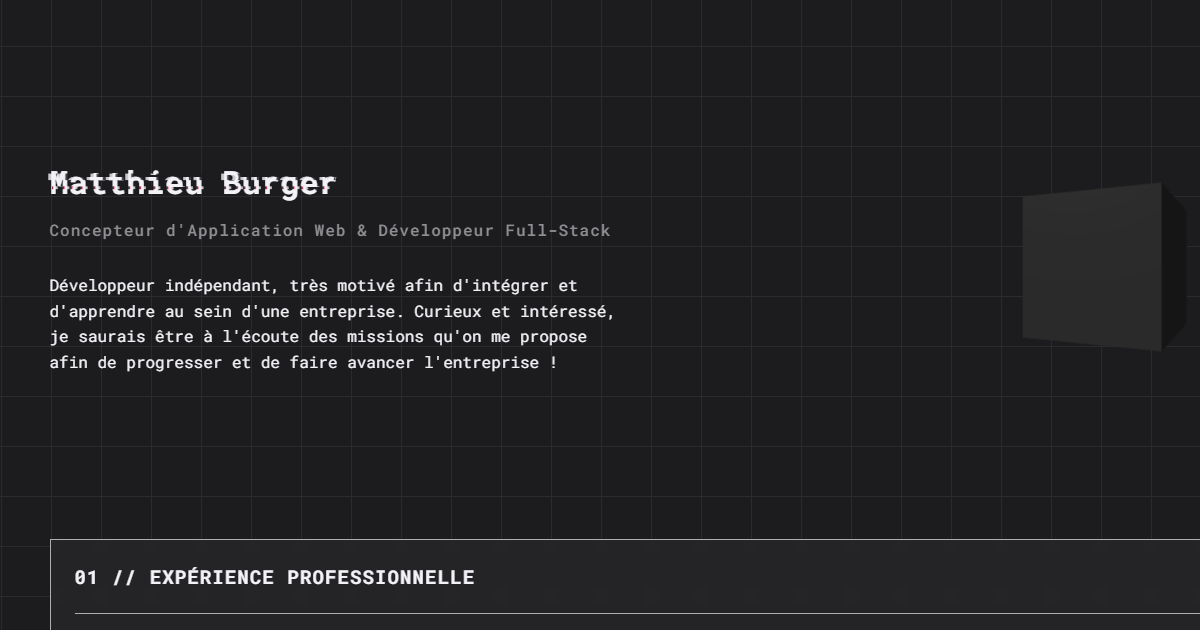 Matthieu Burger
Concepteur d'Application Web & Développeur Full-Stack
Développeur indépendant, très motivé afin d'intégrer et
d'apprendre au sein d'une entreprise. Curieux et intéressé,
je saurais être à l'écoute des missions qu'on me propose
afin de progresser et de faire avancer l'entreprise !
01 // EXPÉRIENCE PROFESSIONNELLE